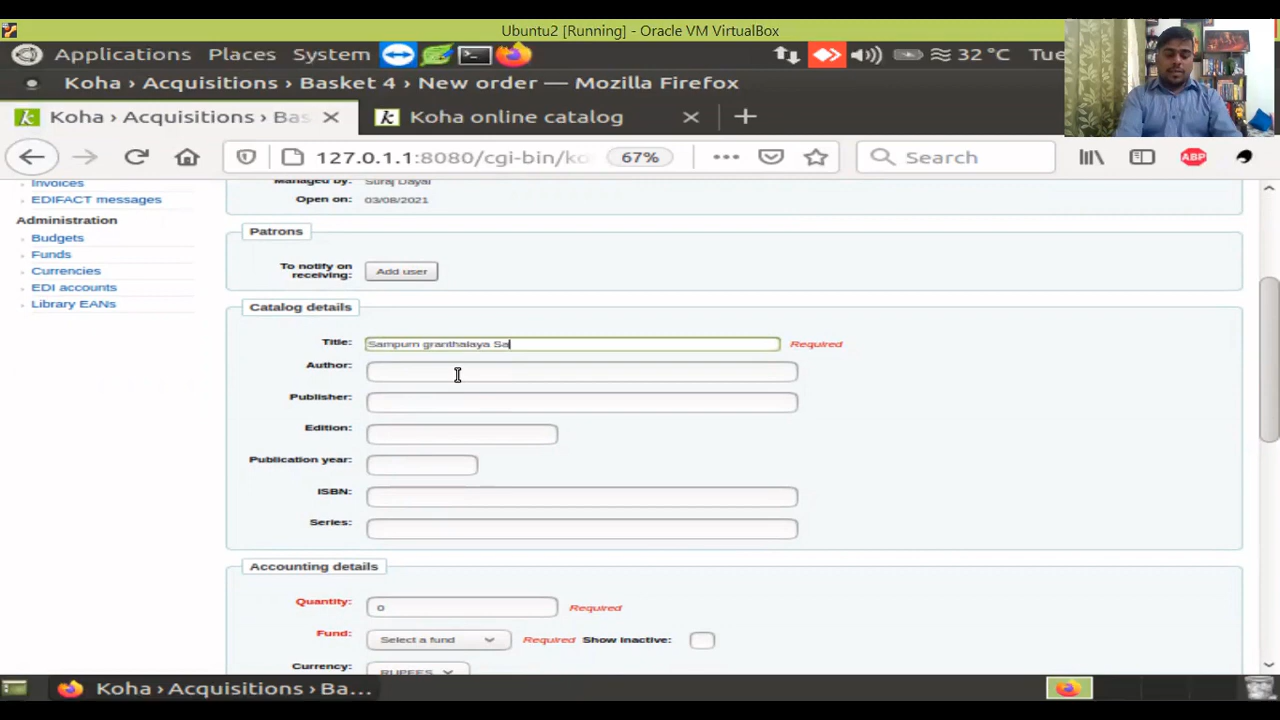 Ubuntu2 [Running] - Oracle VM VirtualBox
Applications Places System 32 °C Tue
Koha › Acquisitions › Basket 4 › New order — Mozilla Firefox
Koha › Acquisitions › Bas
Koha online catalog
127.0.1.1:8080/cgi-bin/ko 67% Search ABP
Invoices
EDIFACT messages
Administration
Budgets
Funds
Currencies
EDI accounts
Library EANs
Managed by: Suraj Dayal
Open on: 03/08/2021
Patrons
To notify on receiving: Add user
Catalog details
Title: Sampurn granthalaya Sa Required
Author:
Publisher:
Edition:
Publication year:
ISBN:
Series:
Accounting details
Quantity: 0 Required
Fund: Select a fund Required Show inactive:
Currency: RUPEES
Koha › Acquisitions › Ba...